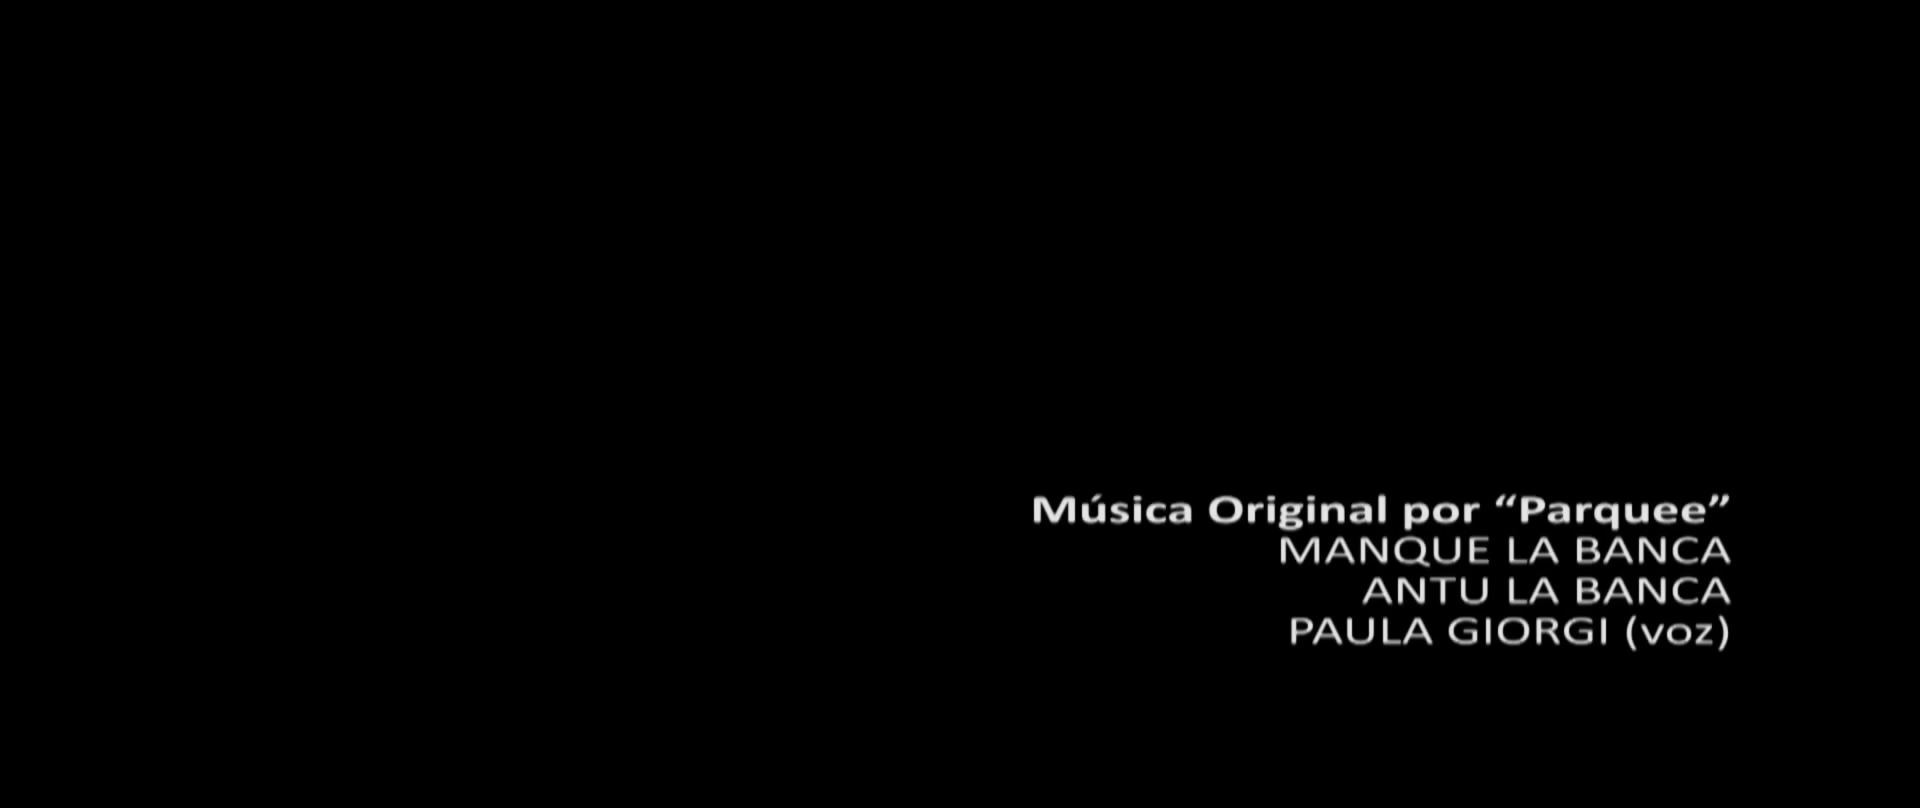 Música Original por “Parquee”
MANQUE LA BANCA
ANTU LA BANCA
PAULA GIORGI (voz)